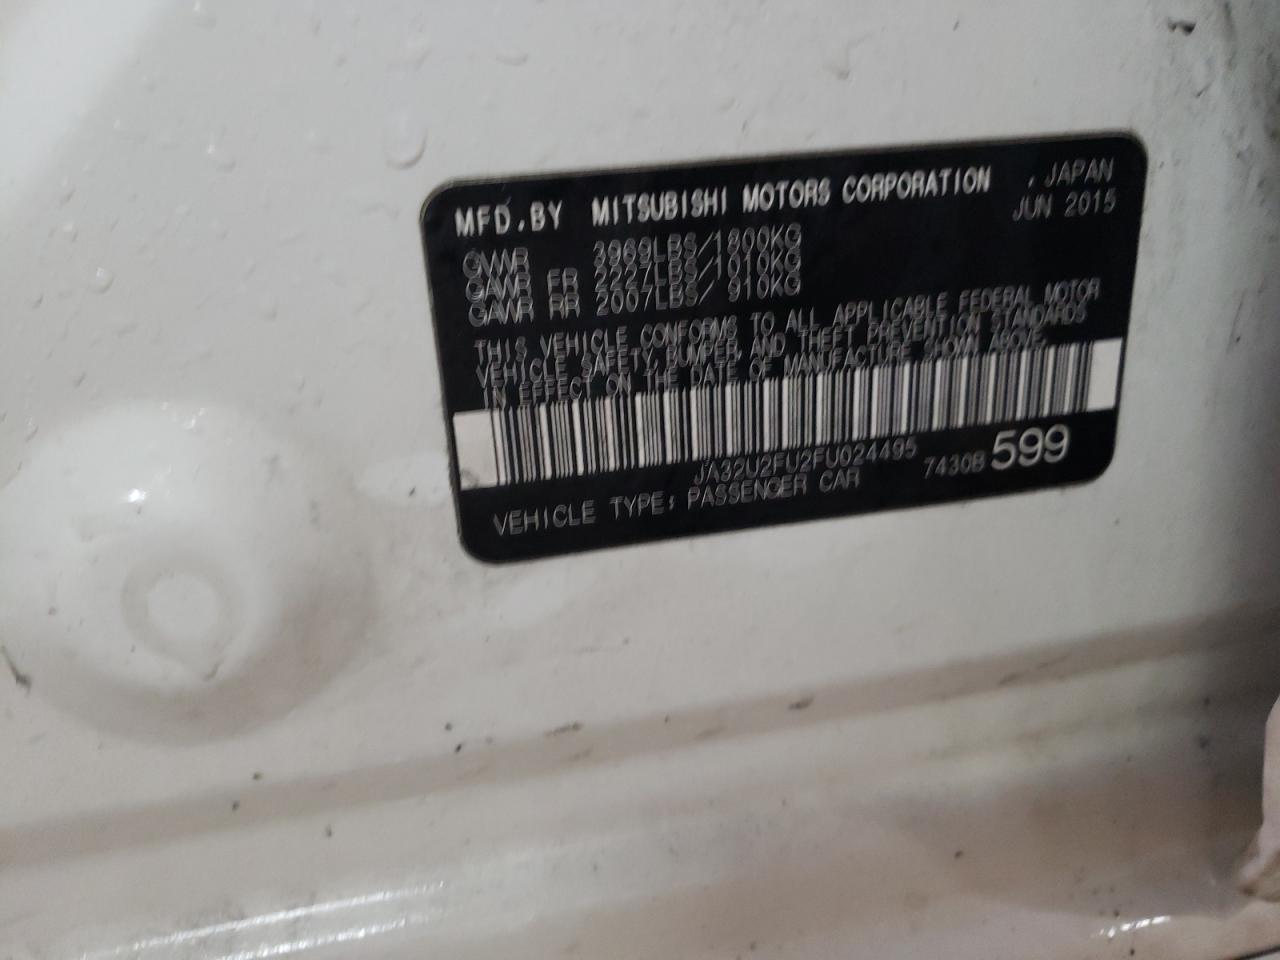 MFD.BY MITSUBISHI MOTORS CORPORATION , JAPAN
JUN 2015
GVWR 3969LBS/1800KG
GAWR FR 2227LBS/1010KG
GAWR RR 2007LBS/ 910KG
THIS VEHICLE CONFORMS TO ALL APPLICABLE FEDERAL MOTOR
VEHICLE SAFETY,BUMPER,AND THEFT PREVENTION STANDARDS
IN EFFECT ON THE DATE OF MANUFACTURE SHOWN ABOVE.
JA32U2FU2FU024495
74308 599
VEHICLE TYPE: PASSENGER CAR